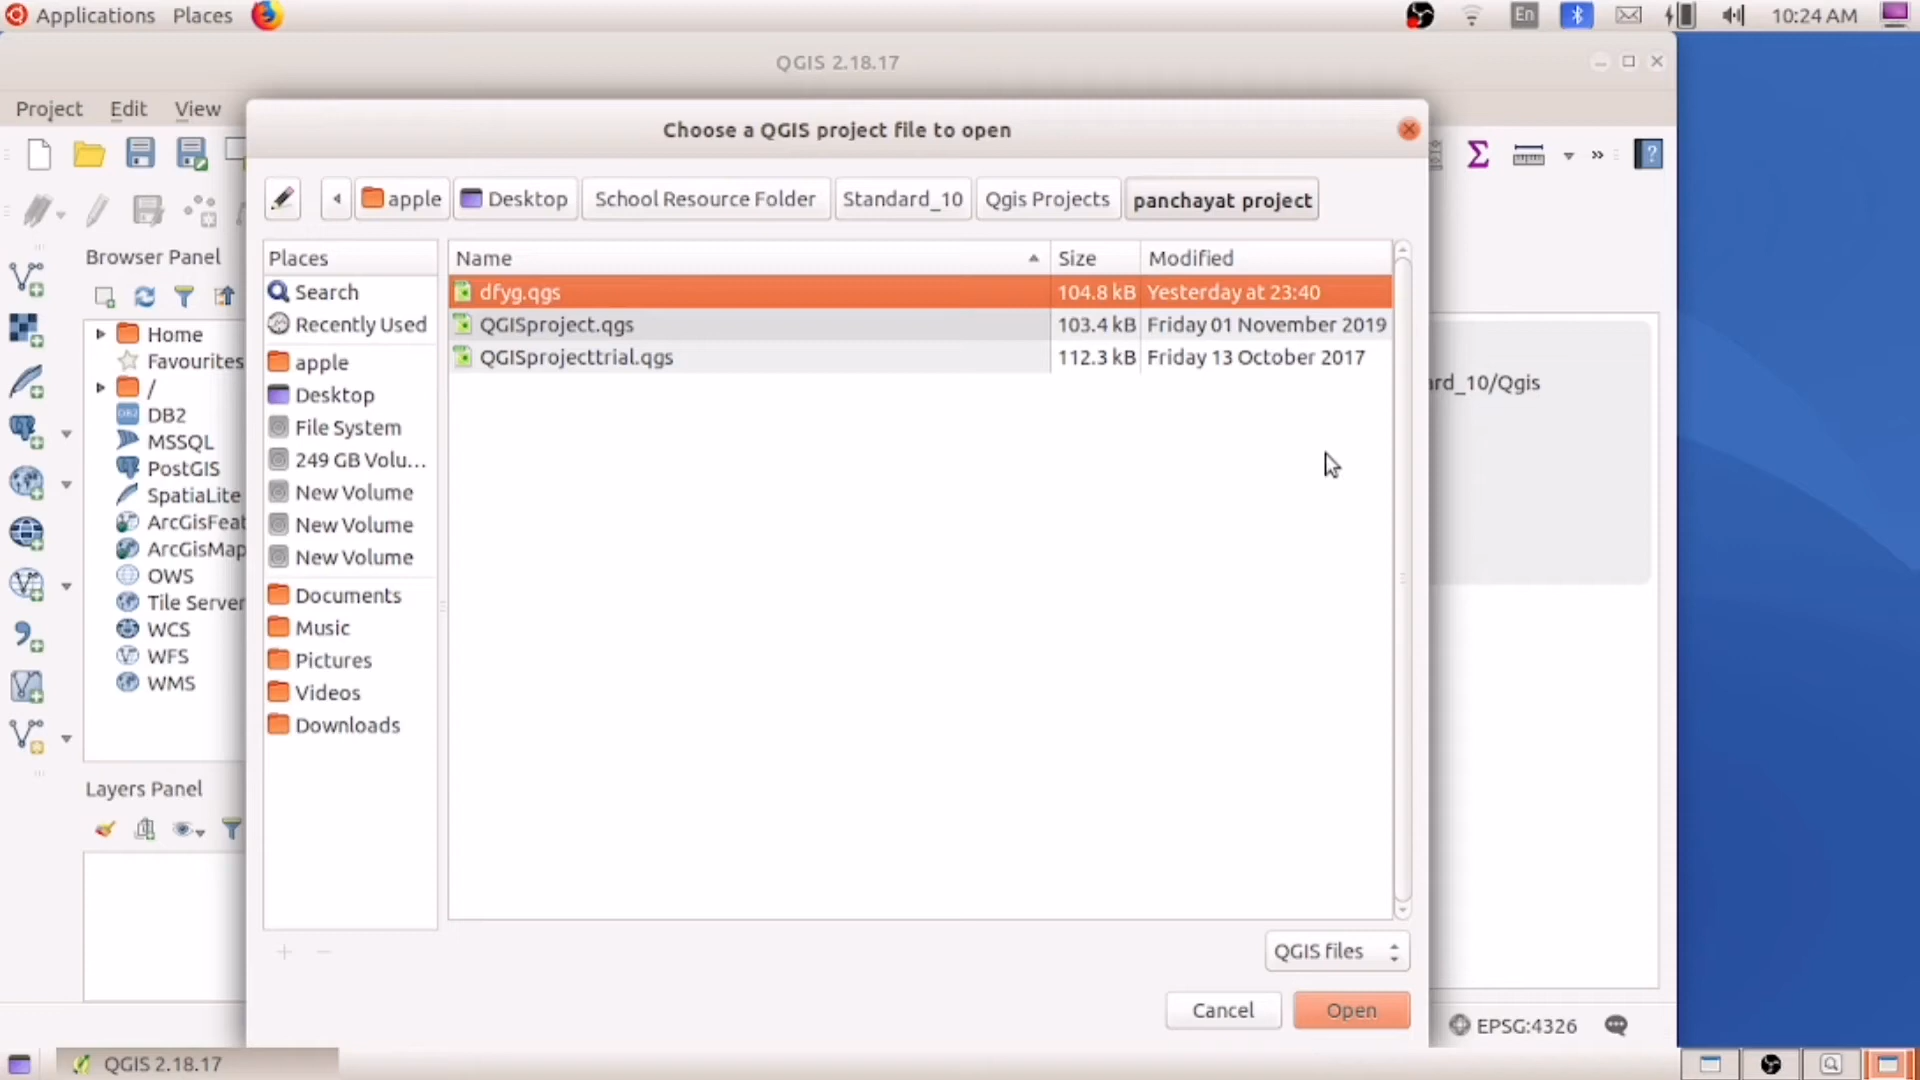 Applications Places En 10:24 AM
QGIS 2.18.17
Project Edit View
Choose a QGIS project file to open
apple Desktop School Resource Folder Standard_10 Qgis Projects panchayat project
Browser Panel
Home
Favourites
/
DB2
MSSQL
PostGIS
SpatiaLite
ArcGisFeat
ArcGisMap
OWS
Tile Server
WCS
WFS
WMS
Layers Panel
Places
Search
Recently Used
apple
Desktop
File System
249 GB Volu...
New Volume
New Volume
New Volume
Documents
Music
Pictures
Videos
Downloads
Name Size Modified
dfyg.qgs 104.8 kB Yesterday at 23:40
QGISproject.qgs 103.4 kB Friday 01 November 2019
QGISprojecttrial.qgs 112.3 kB Friday 13 October 2017
ard_10/Qgis
QGIS files
Cancel Open
EPSG:4326
QGIS 2.18.17